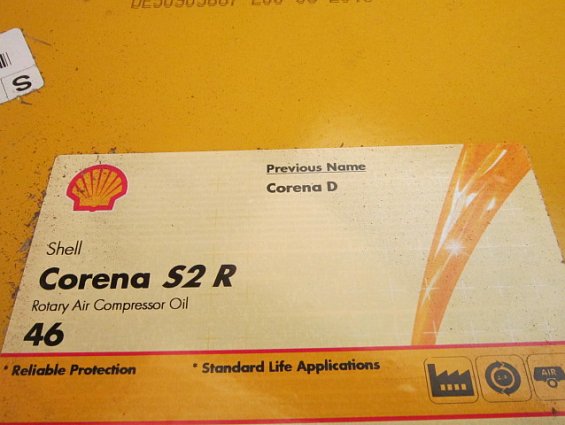 S
Previous Name
Corena D
Shell
Corena S2 R
Rotary Air Compressor Oil
46
* Reliable Protection
* Standard Life Applications
AIR